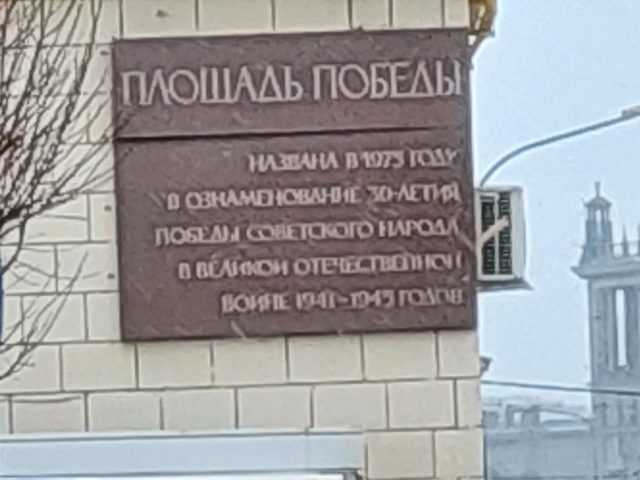 ПЛОЩАДЬ ПОБЕДЫ
НАЗВАНА В 1975 ГОДУ
В ОЗНАМЕНОВАНИЕ 30-ЛЕТИЯ
ПОБЕДЫ СОВЕТСКОГО НАРОДА
В ВЕЛИКОЙ ОТЕЧЕСТВЕННОЙ
ВОЙНЕ 1941-1945 ГОДОВ